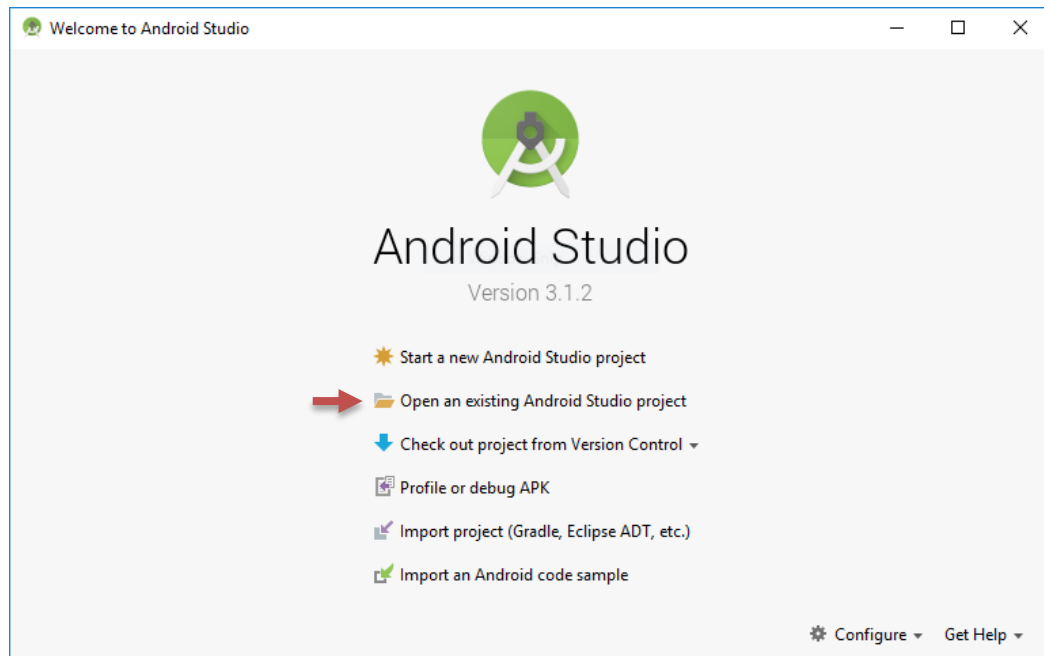 Welcome to Android Studio
Android Studio
Version 3.1.2
Start a new Android Studio project
Open an existing Android Studio project
Check out project from Version Control
Profile or debug APK
Import project (Gradle, Eclipse ADT, etc.)
Import an Android code sample
Configure Get Help